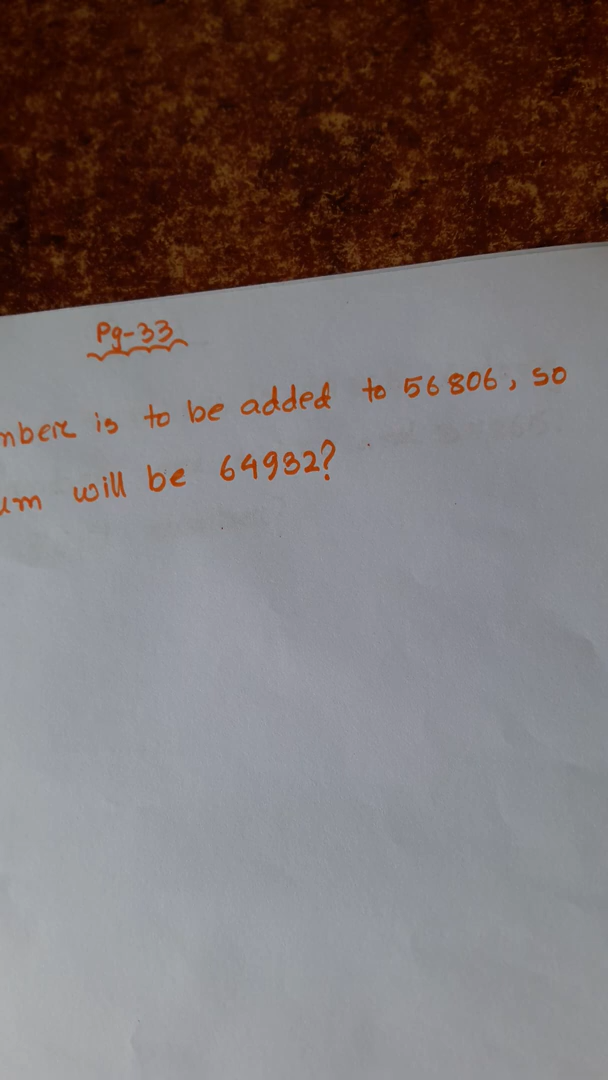 Pg-33
mber is to be added to 56806, so
um will be 64932?